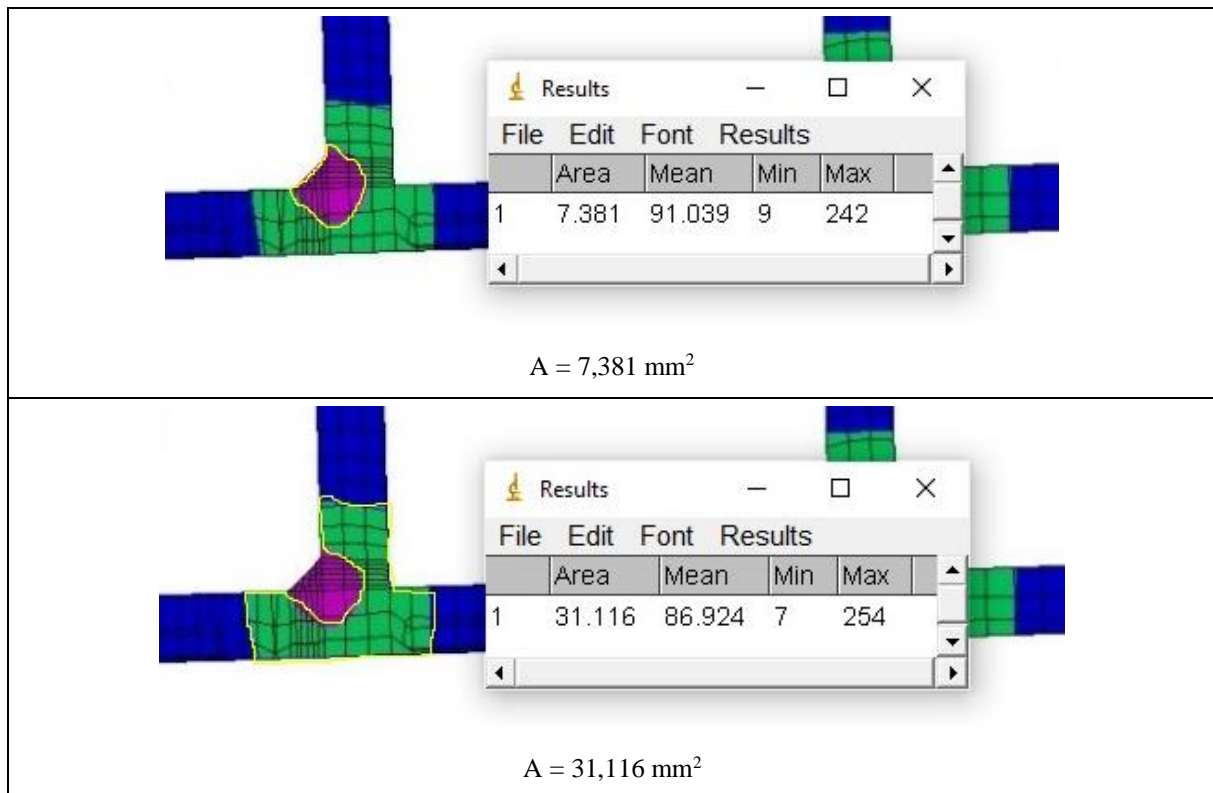 Results
File Edit Font Results
Area Mean Min Max
1 7.381 91.039 9 242
A = 7,381 mm²
Results
File Edit Font Results
Area Mean Min Max
1 31.116 86.924 7 254
A = 31,116 mm²